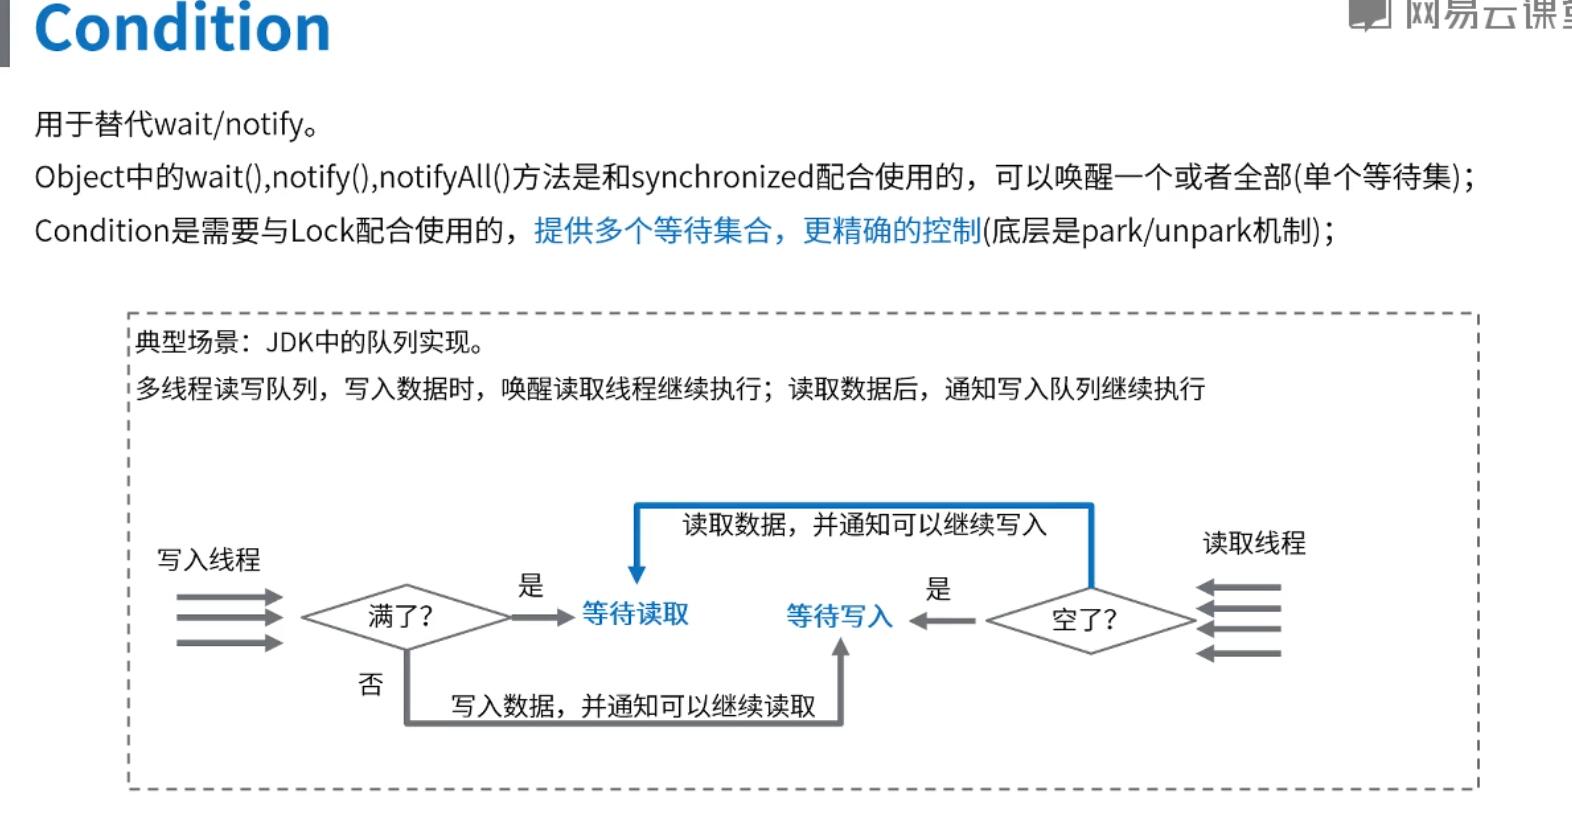 Condition
网易云课堂
用于替代wait/notify。
Object中的wait(),notify(),notifyAll()方法是和synchronized配合使用的，可以唤醒一个或者全部(单个等待集)；
Condition是需要与Lock配合使用的，提供多个等待集合，更精确的控制(底层是park/unpark机制)；
典型场景：JDK中的队列实现。
多线程读写队列，写入数据时，唤醒读取线程继续执行；读取数据后，通知写入队列继续执行
读取数据，并通知可以继续写入
写入线程
读取线程
满了？
是
等待读取
等待写入
是
空了？
否
写入数据，并通知可以继续读取